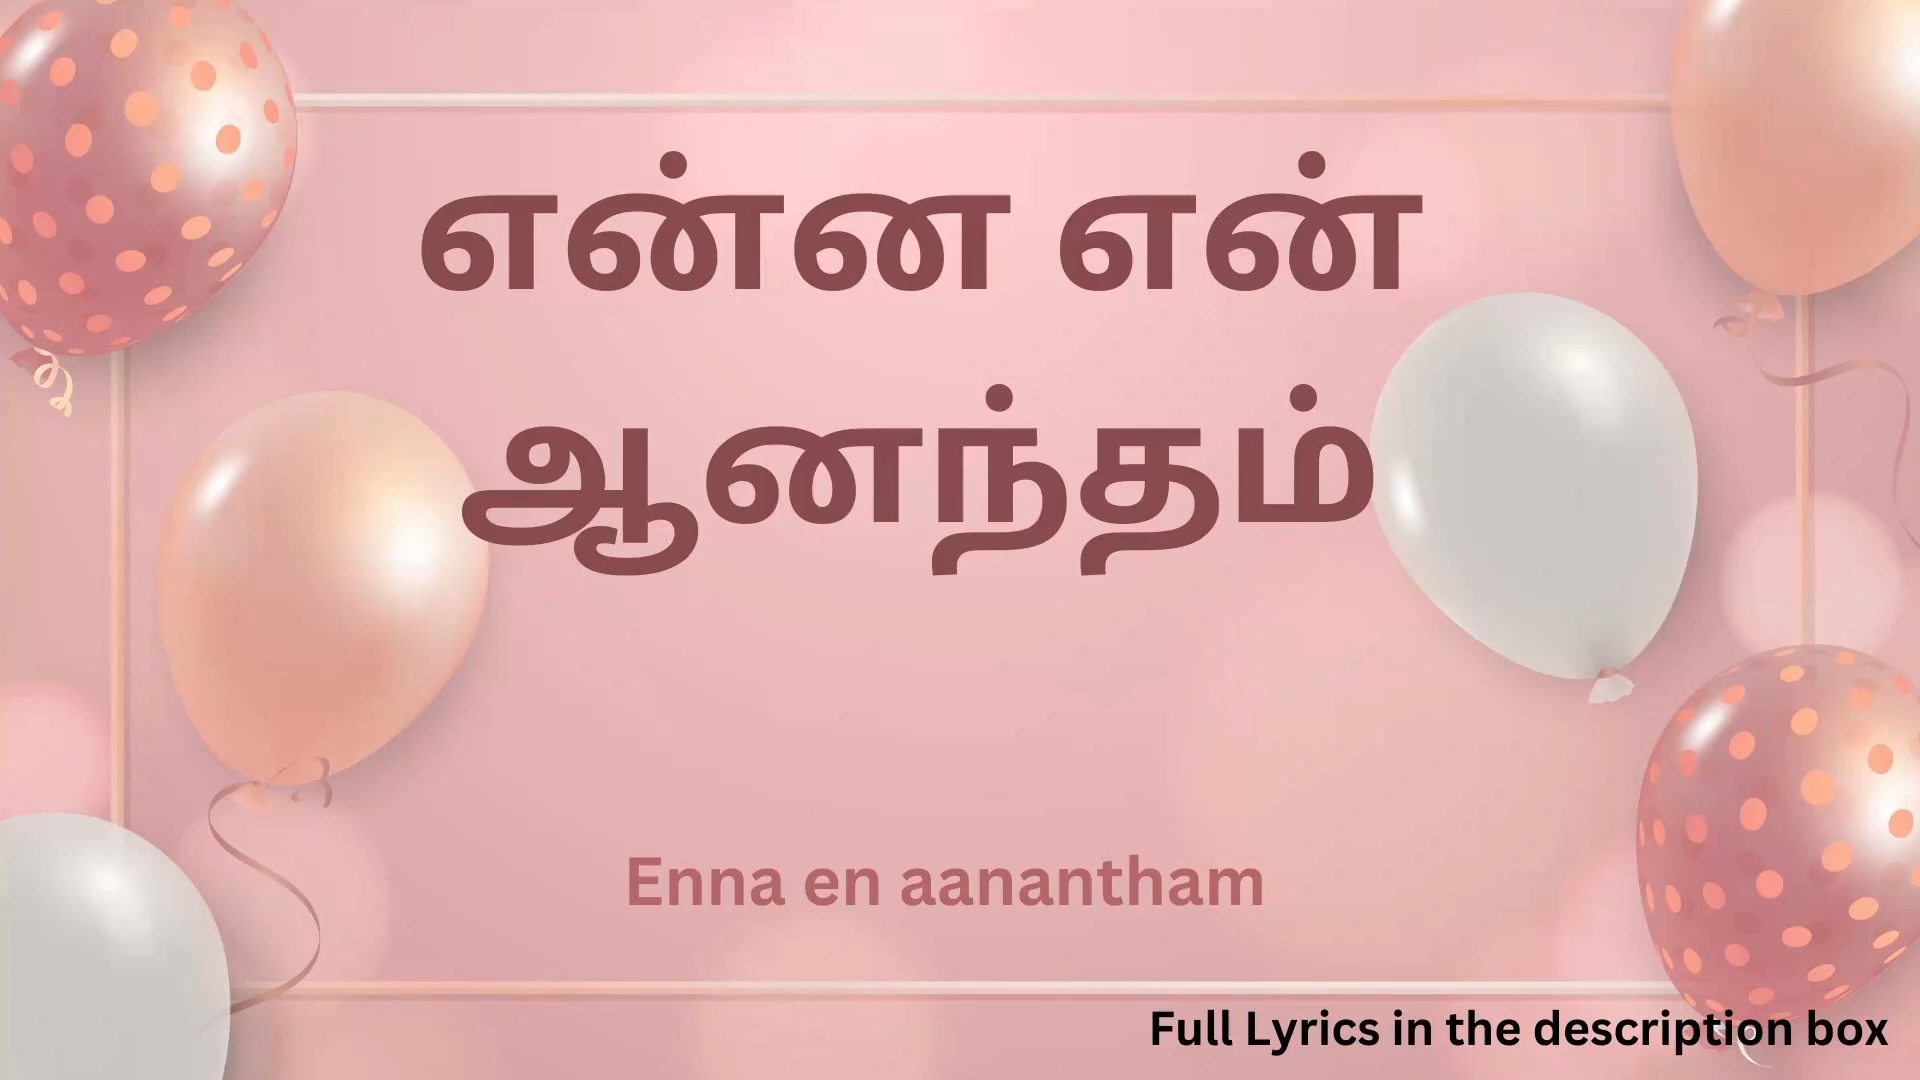 என்ன என்
ஆனந்தம்
Enna en aanantham
Full Lyrics in the description box